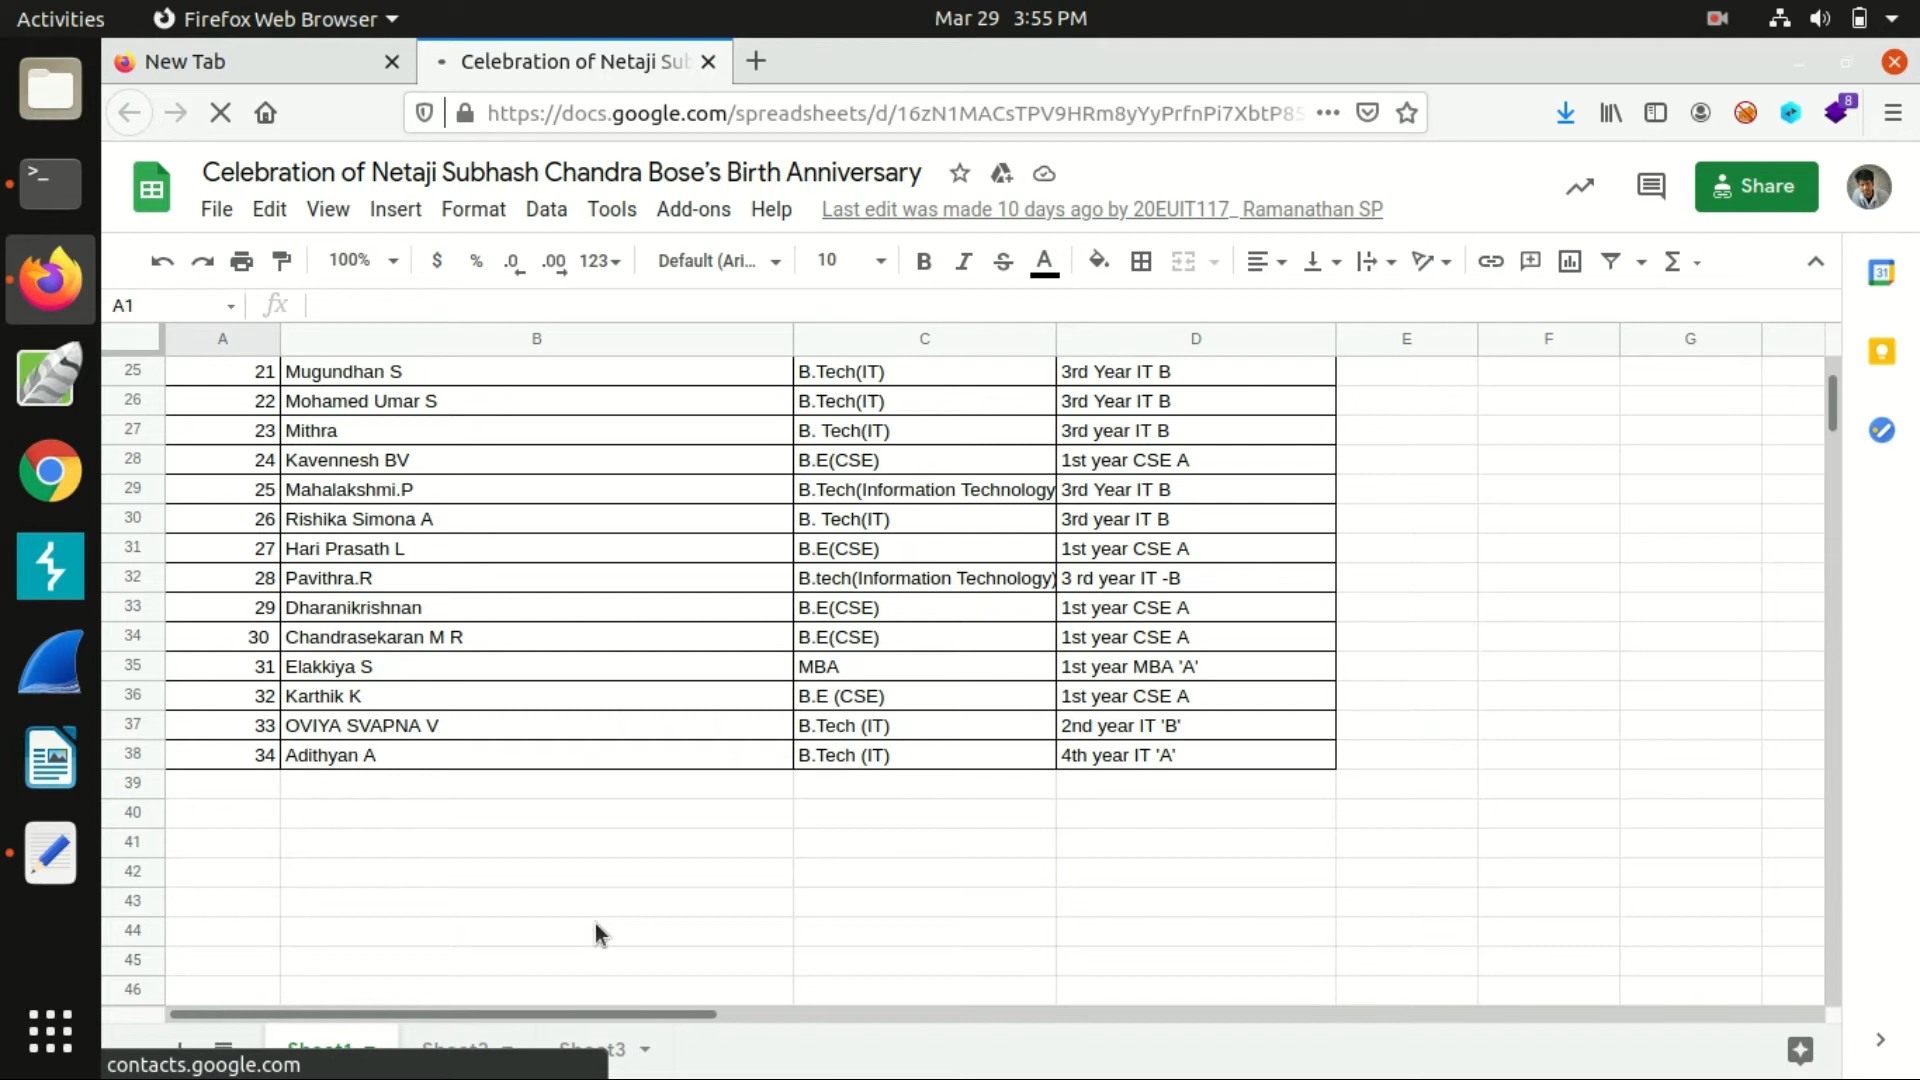 Activities Firefox Web Browser Mar 29 3:55 PM
New Tab Celebration of Netaji Sub
https://docs.google.com/spreadsheets/d/16zN1MACsTPV9HRm8yYyPrfnPi7XbtP85 8
Celebration of Netaji Subhash Chandra Bose’s Birth Anniversary Share
File Edit View Insert Format Data Tools Add-ons Help Last edit was made 10 days ago by 20EUIT117_ Ramanathan SP
100% $ % .0 .00 123 Default (Ari... 10 B I S A Σ 31
A1 fx
A B C D E F G
25 21 Mugundhan S B.Tech(IT) 3rd Year IT B
26 22 Mohamed Umar S B.Tech(IT) 3rd Year IT B
27 23 Mithra B. Tech(IT) 3rd year IT B
28 24 Kavennesh BV B.E(CSE) 1st year CSE A
29 25 Mahalakshmi.P B.Tech(Information Technology 3rd Year IT B
30 26 Rishika Simona A B. Tech(IT) 3rd year IT B
31 27 Hari Prasath L B.E(CSE) 1st year CSE A
32 28 Pavithra.R B.tech(Information Technology) 3 rd year IT -B
33 29 Dharanikrishnan B.E(CSE) 1st year CSE A
34 30 Chandrasekaran M R B.E(CSE) 1st year CSE A
35 31 Elakkiya S MBA 1st year MBA 'A'
36 32 Karthik K B.E (CSE) 1st year CSE A
37 33 OVIYA SVAPNA V B.Tech (IT) 2nd year IT 'B'
38 34 Adithyan A B.Tech (IT) 4th year IT 'A'
39
40
41
42
43
44
45
46
Sheet1 Sheet2 Sheet3
contacts.google.com